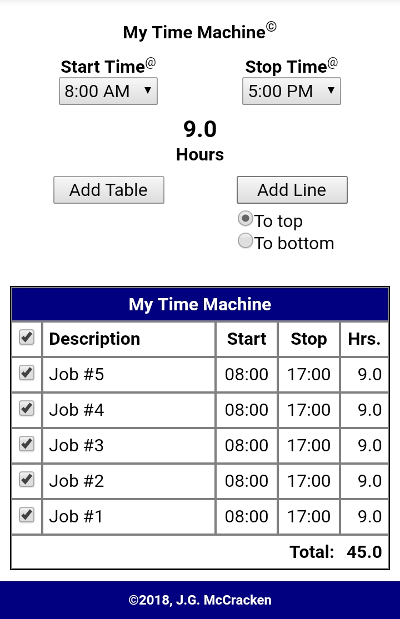 My Time Machine©
Start Time@ Stop Time@
8:00 AM 5:00 PM
9.0
Hours
Add Table Add Line
To top
To bottom
My Time Machine
Description Start Stop Hrs.
Job #5 08:00 17:00 9.0
Job #4 08:00 17:00 9.0
Job #3 08:00 17:00 9.0
Job #2 08:00 17:00 9.0
Job #1 08:00 17:00 9.0
Total: 45.0
©2018, J.G. McCracken